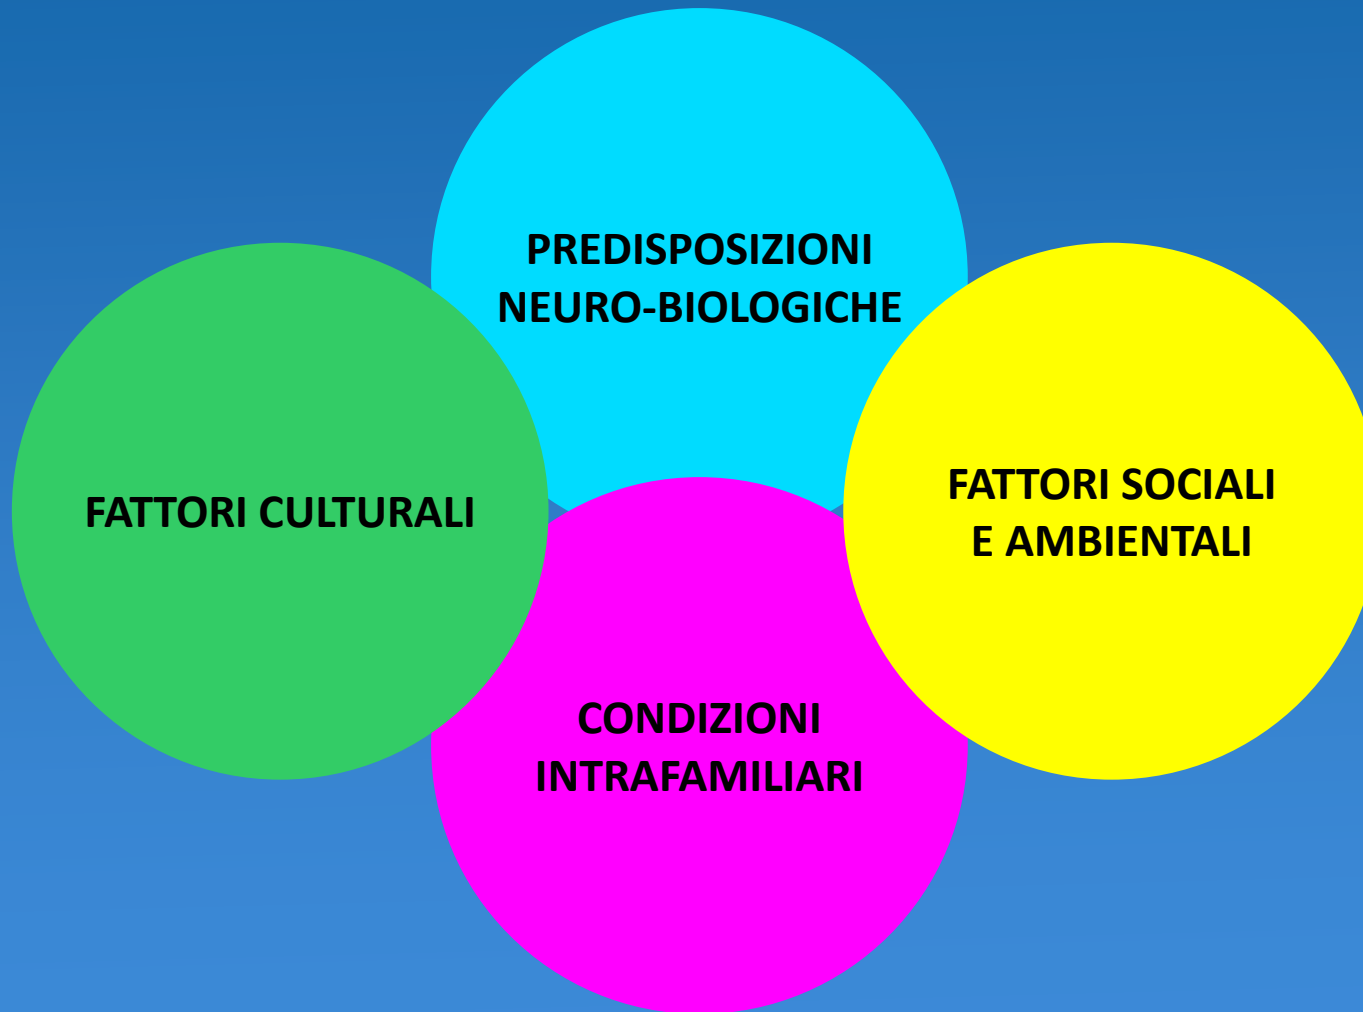 PREDISPOSIZIONI
NEURO-BIOLOGICHE
FATTORI CULTURALI
FATTORI SOCIALI
E AMBIENTALI
CONDIZIONI
INTRAFAMILIARI